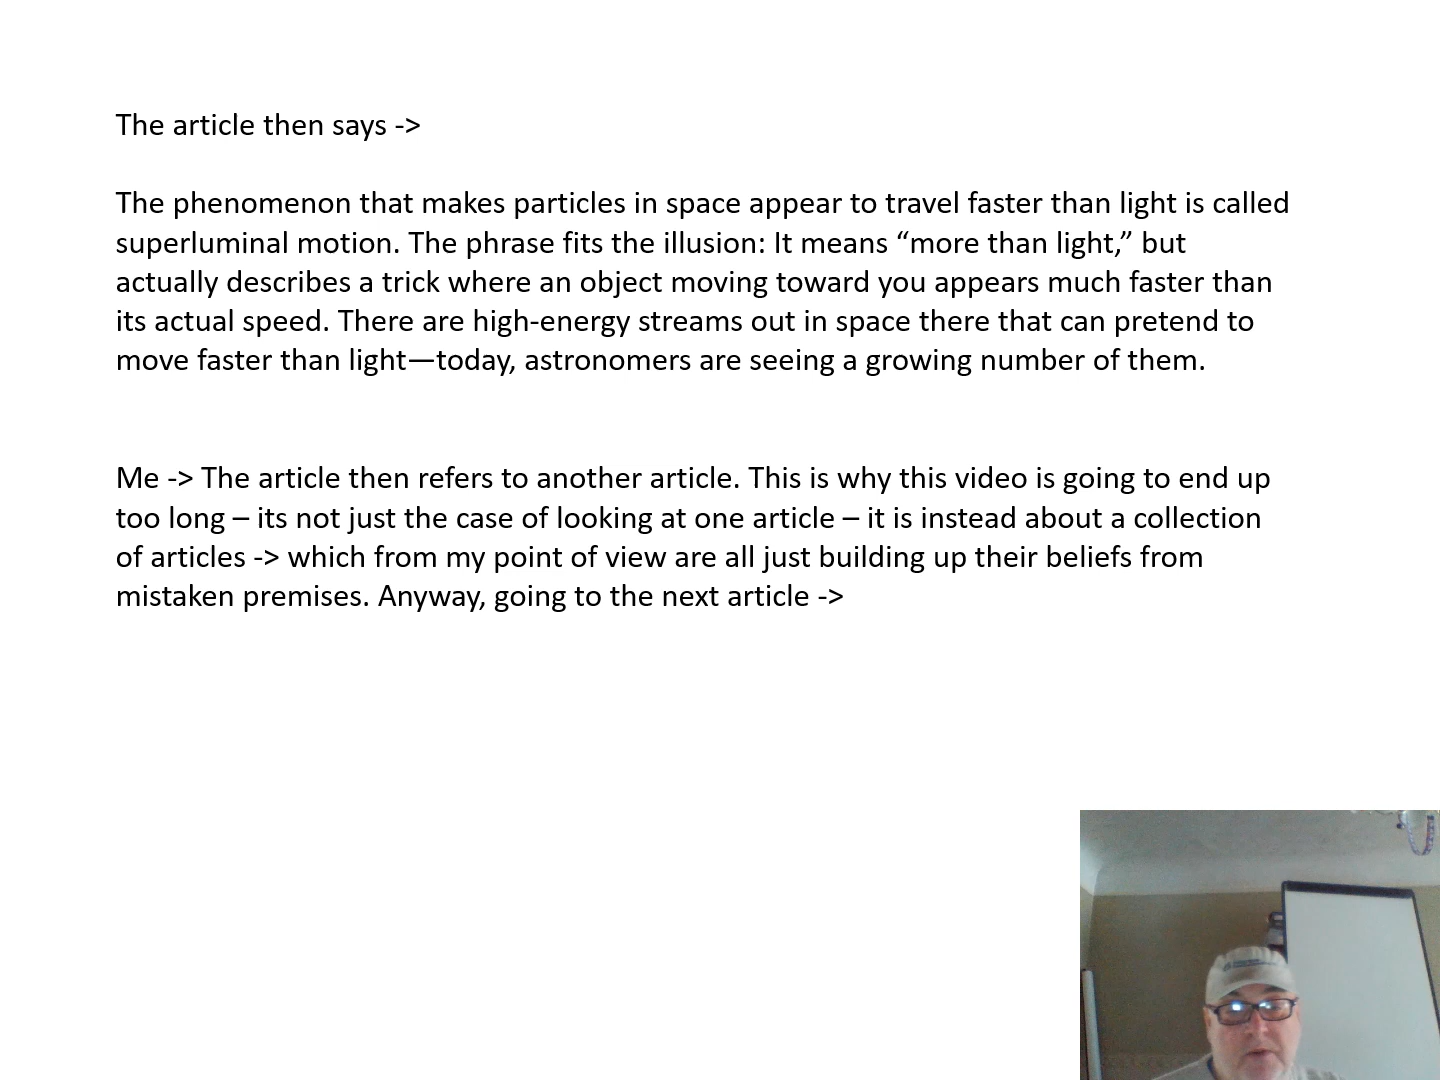 The article then says ->
The phenomenon that makes particles in space appear to travel faster than light is called
superluminal motion. The phrase fits the illusion: It means “more than light,” but
actually describes a trick where an object moving toward you appears much faster than
its actual speed. There are high-energy streams out in space there that can pretend to
move faster than light—today, astronomers are seeing a growing number of them.
Me -> The article then refers to another article. This is why this video is going to end up
too long – its not just the case of looking at one article – it is instead about a collection
of articles -> which from my point of view are all just building up their beliefs from
mistaken premises. Anyway, going to the next article ->